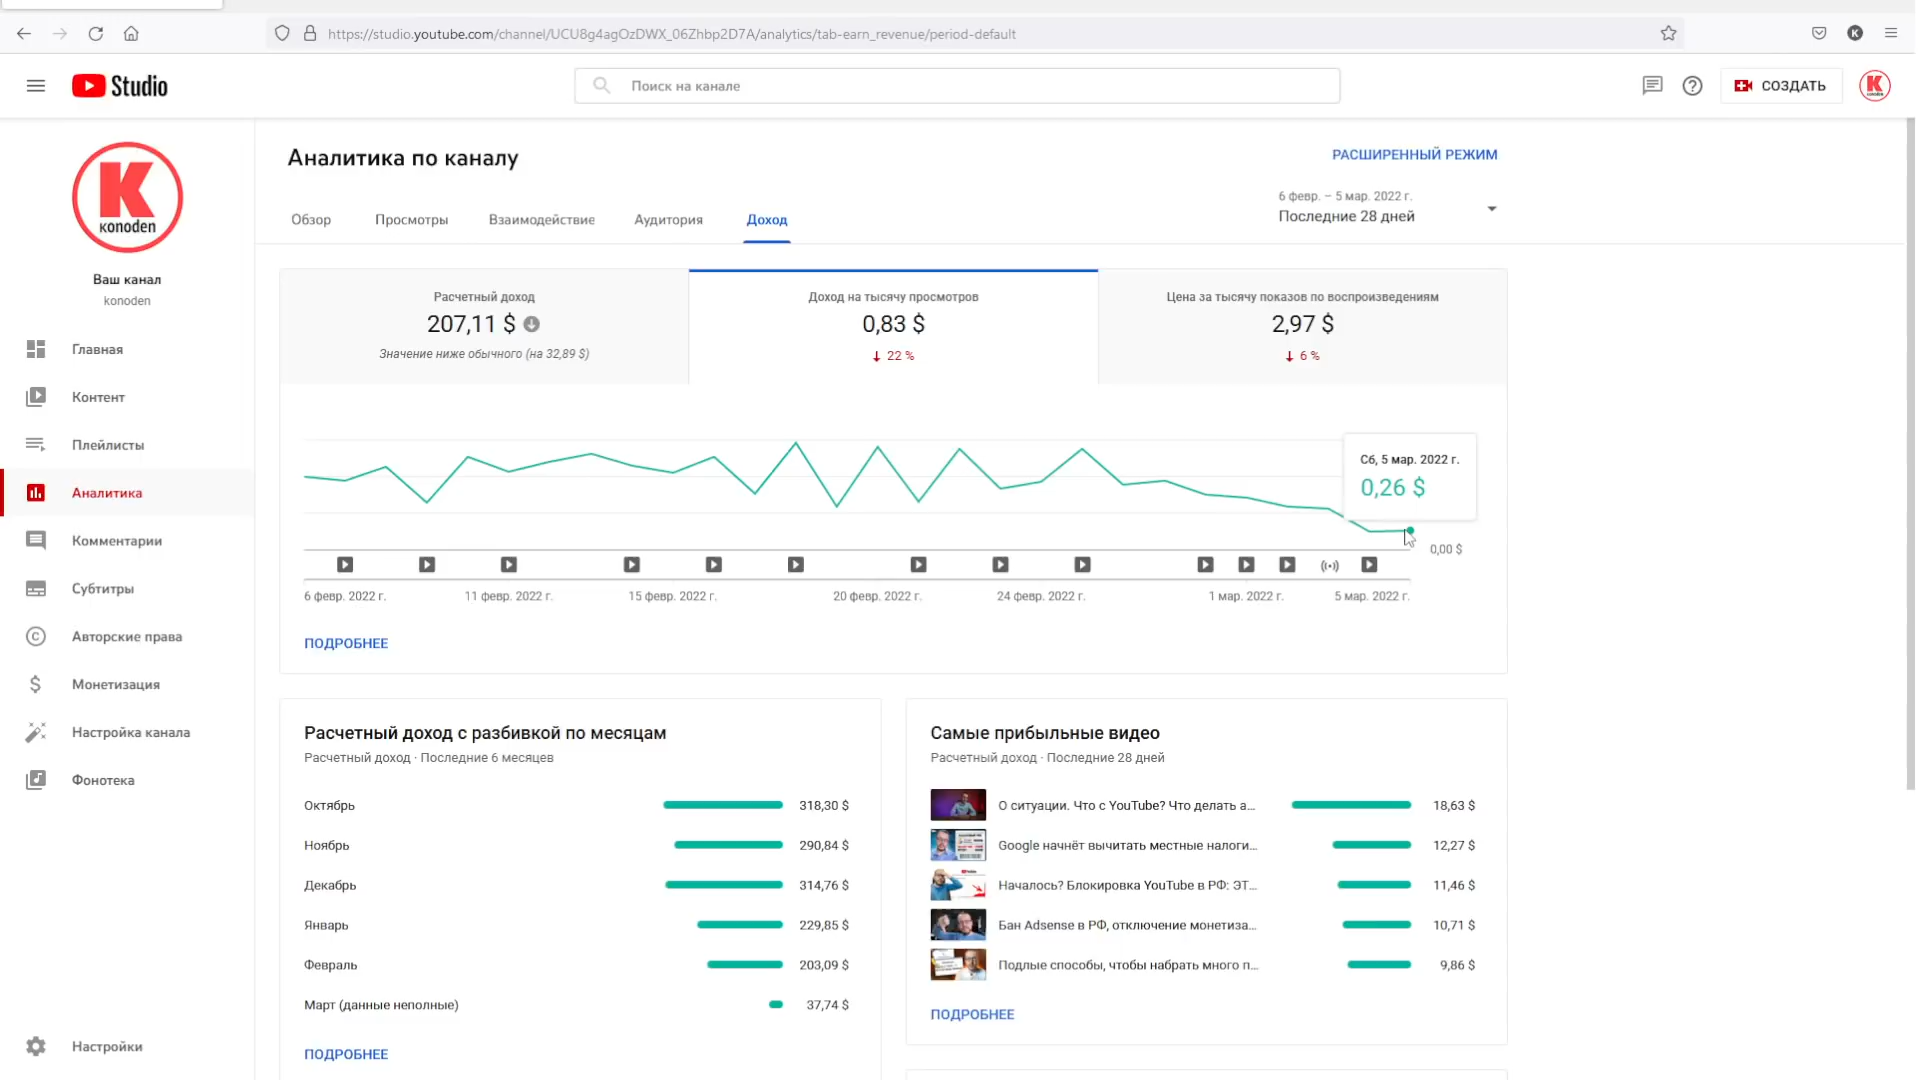 https://studio.youtube.com/channel/UCU8g4agOzDWX_06Zhbp2D7A/analytics/tab-earn_revenue/period-default
K
Studio
Поиск на канале
СОЗДАТЬ
K
konoden
Ваш канал
konoden
Главная
Контент
Плейлисты
Аналитика
Комментарии
Субтитры
Авторские права
Монетизация
Настройка канала
Фонотека
Настройки
Аналитика по каналу
РАСШИРЕННЫЙ РЕЖИМ
Обзор
Просмотры
Взаимодействие
Аудитория
Доход
6 февр. – 5 мар. 2022 г.
Последние 28 дней
Расчетный доход
207,11 $
Значение ниже обычного (на 32,89 $)
Доход на тысячу просмотров
0,83 $
22 %
Цена за тысячу показов по воспроизведениям
2,97 $
6 %
Сб, 5 мар. 2022 г.
0,26 $
0,00 $
6 февр. 2022 г.
11 февр. 2022 г.
15 февр. 2022 г.
20 февр. 2022 г.
24 февр. 2022 г.
1 мар. 2022 г.
5 мар. 2022 г.
ПОДРОБНЕЕ
Расчетный доход с разбивкой по месяцам
Расчетный доход · Последние 6 месяцев
Октябрь 318,30 $
Ноябрь 290,84 $
Декабрь 314,76 $
Январь 229,85 $
Февраль 203,09 $
Март (данные неполные) 37,74 $
ПОДРОБНЕЕ
Самые прибыльные видео
Расчетный доход · Последние 28 дней
О ситуации. Что с YouTube? Что делать а... 18,63 $
Google начнёт вычитать местные налоги... 12,27 $
Началось? Блокировка YouTube в РФ: ЭТ... 11,46 $
Бан Adsense в РФ, отключение монетиза... 10,71 $
Подлые способы, чтобы набрать много п... 9,86 $
ПОДРОБНЕЕ